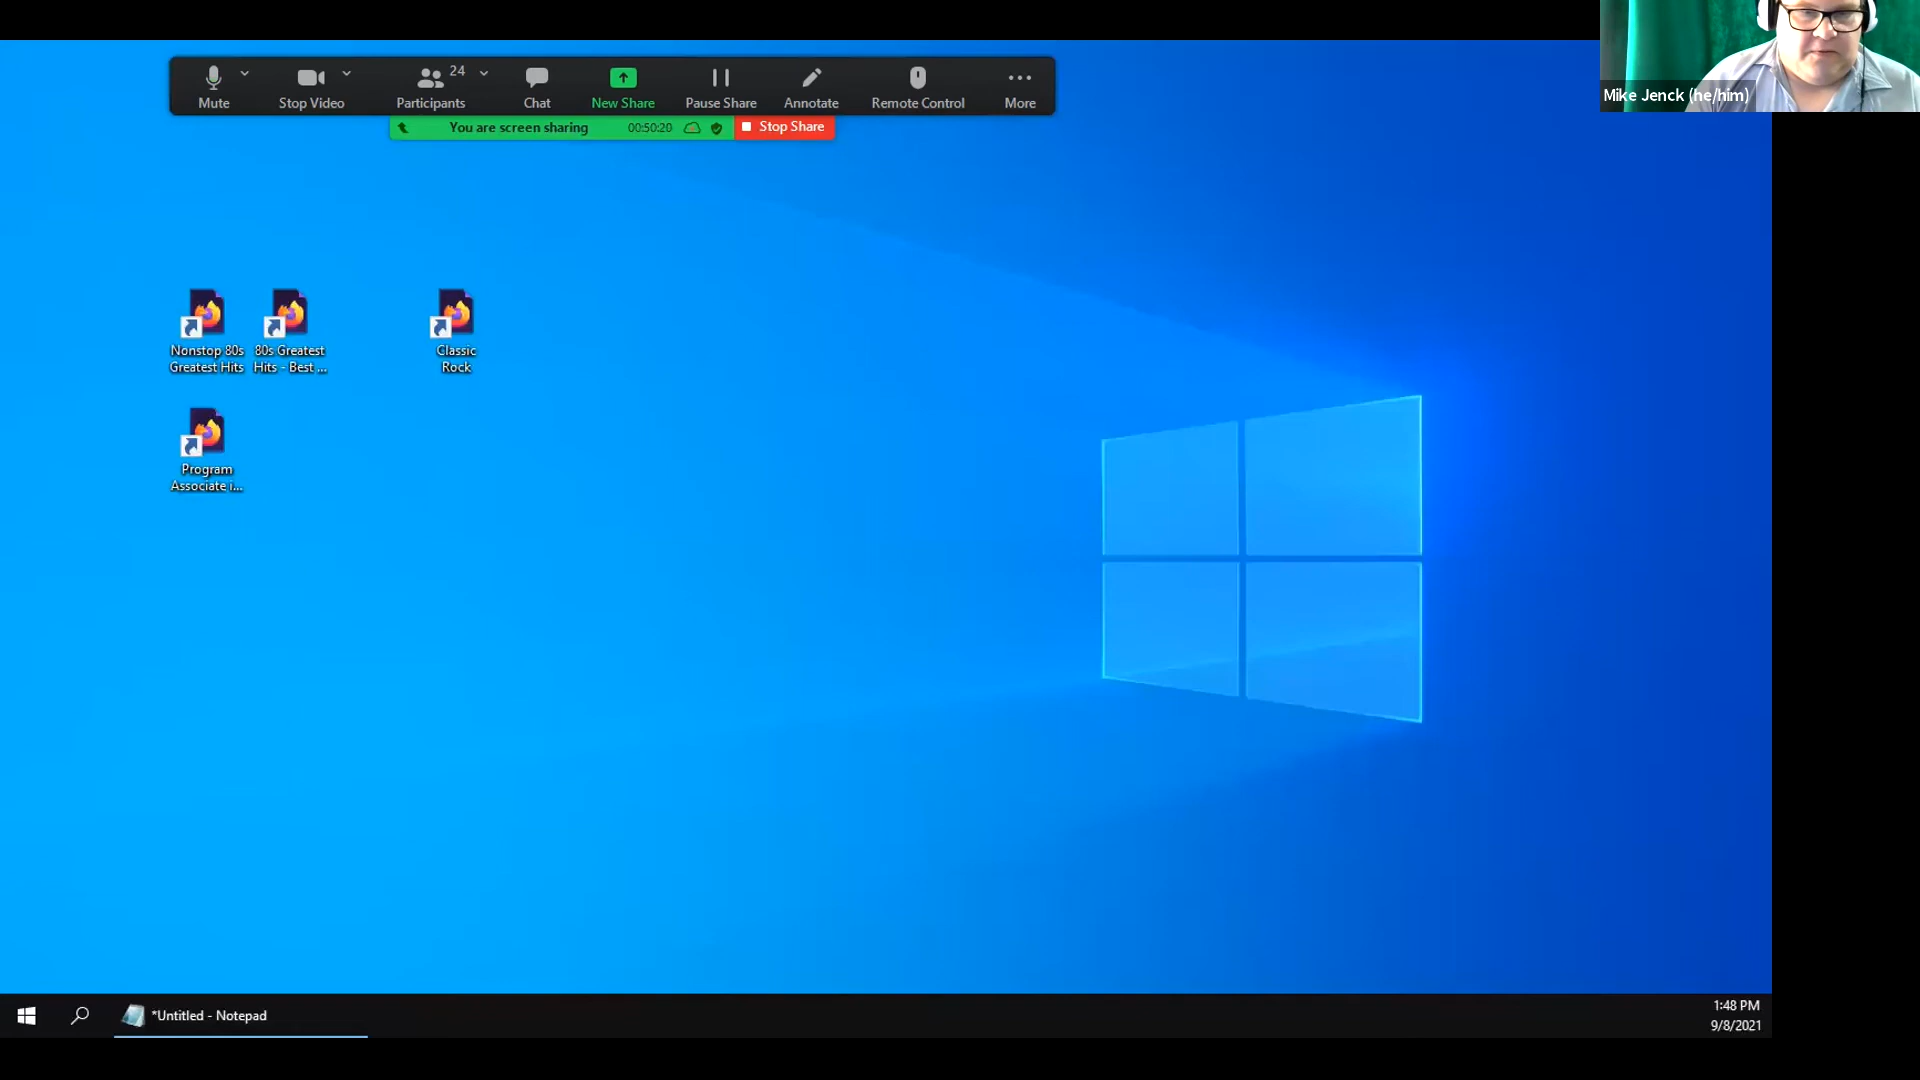 Mute
Stop Video
24
Participants
Chat
New Share
Pause Share
Annotate
Remote Control
More
You are screen sharing
00:50:20
Stop Share
Mike Jenck (he/him)
Nonstop 80s
Greatest Hits
80s Greatest
Hits - Best ...
Classic
Rock
Program
Associate i...
*Untitled - Notepad
1:48 PM
9/8/2021